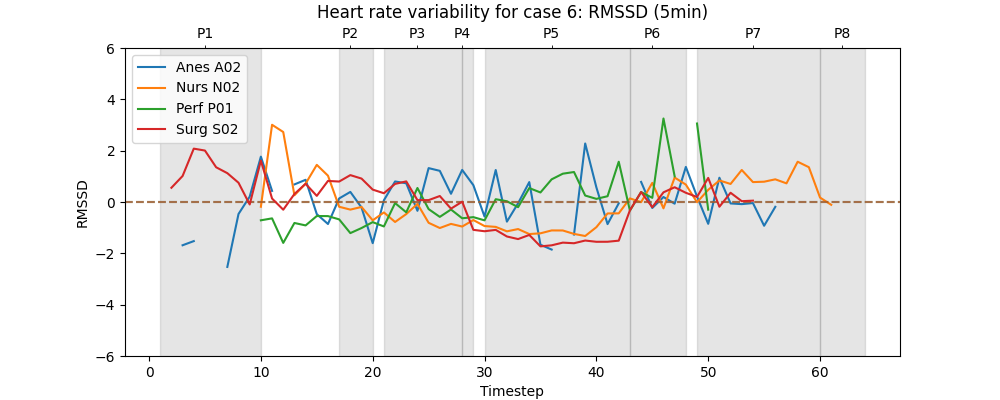 Heart rate variability for case 6: RMSSD (5min)
P1 P2 P3 P4 P5 P6 P7 P8
Anes A02
Nurs N02
Perf P01
Surg S02
6
4
2
0
−2
−4
−6
RMSSD
0 10 20 30 40 50 60
Timestep